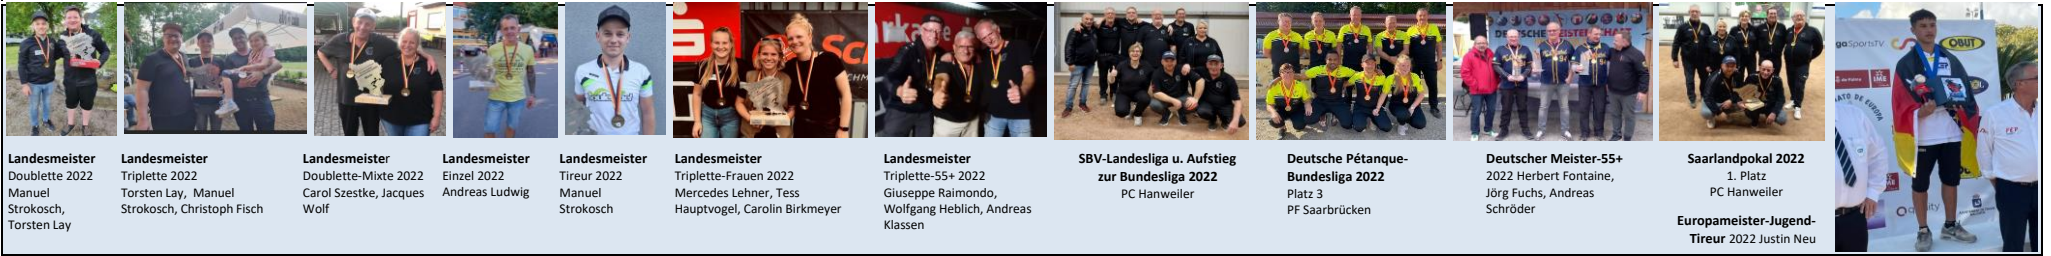 Landesmeister
Doublette 2022
Manuel
Strokosch,
Torsten Lay
Landesmeister
Triplette 2022
Torsten Lay, Manuel
Strokosch, Christoph Fisch
Landesmeister
Doublette-Mixte 2022
Carol Szestke, Jacques
Wolf
Landesmeister
Einzel 2022
Andreas Ludwig
Landesmeister
Tireur 2022
Manuel
Strokosch
Landesmeister
Triplette-Frauen 2022
Mercedes Lehner, Tess
Hauptvogel, Carolin Birkmeyer
Landesmeister
Triplette-55+ 2022
Giuseppe Raimondo,
Wolfgang Heblich, Andreas
Klassen
SBV-Landesliga u. Aufstieg
zur Bundesliga 2022
PC Hanweiler
Deutsche Pétanque-
Bundesliga 2022
Platz 3
PF Saarbrücken
DEUTSCHE MEISTERSCHAFT
Deutscher Meister-55+
2022 Herbert Fontaine,
Jörg Fuchs, Andreas
Schröder
Saarlandpokal 2022
1. Platz
PC Hanweiler
Europameister-Jugend-
Tireur 2022 Justin Neu
gaSportsTV
OBUT